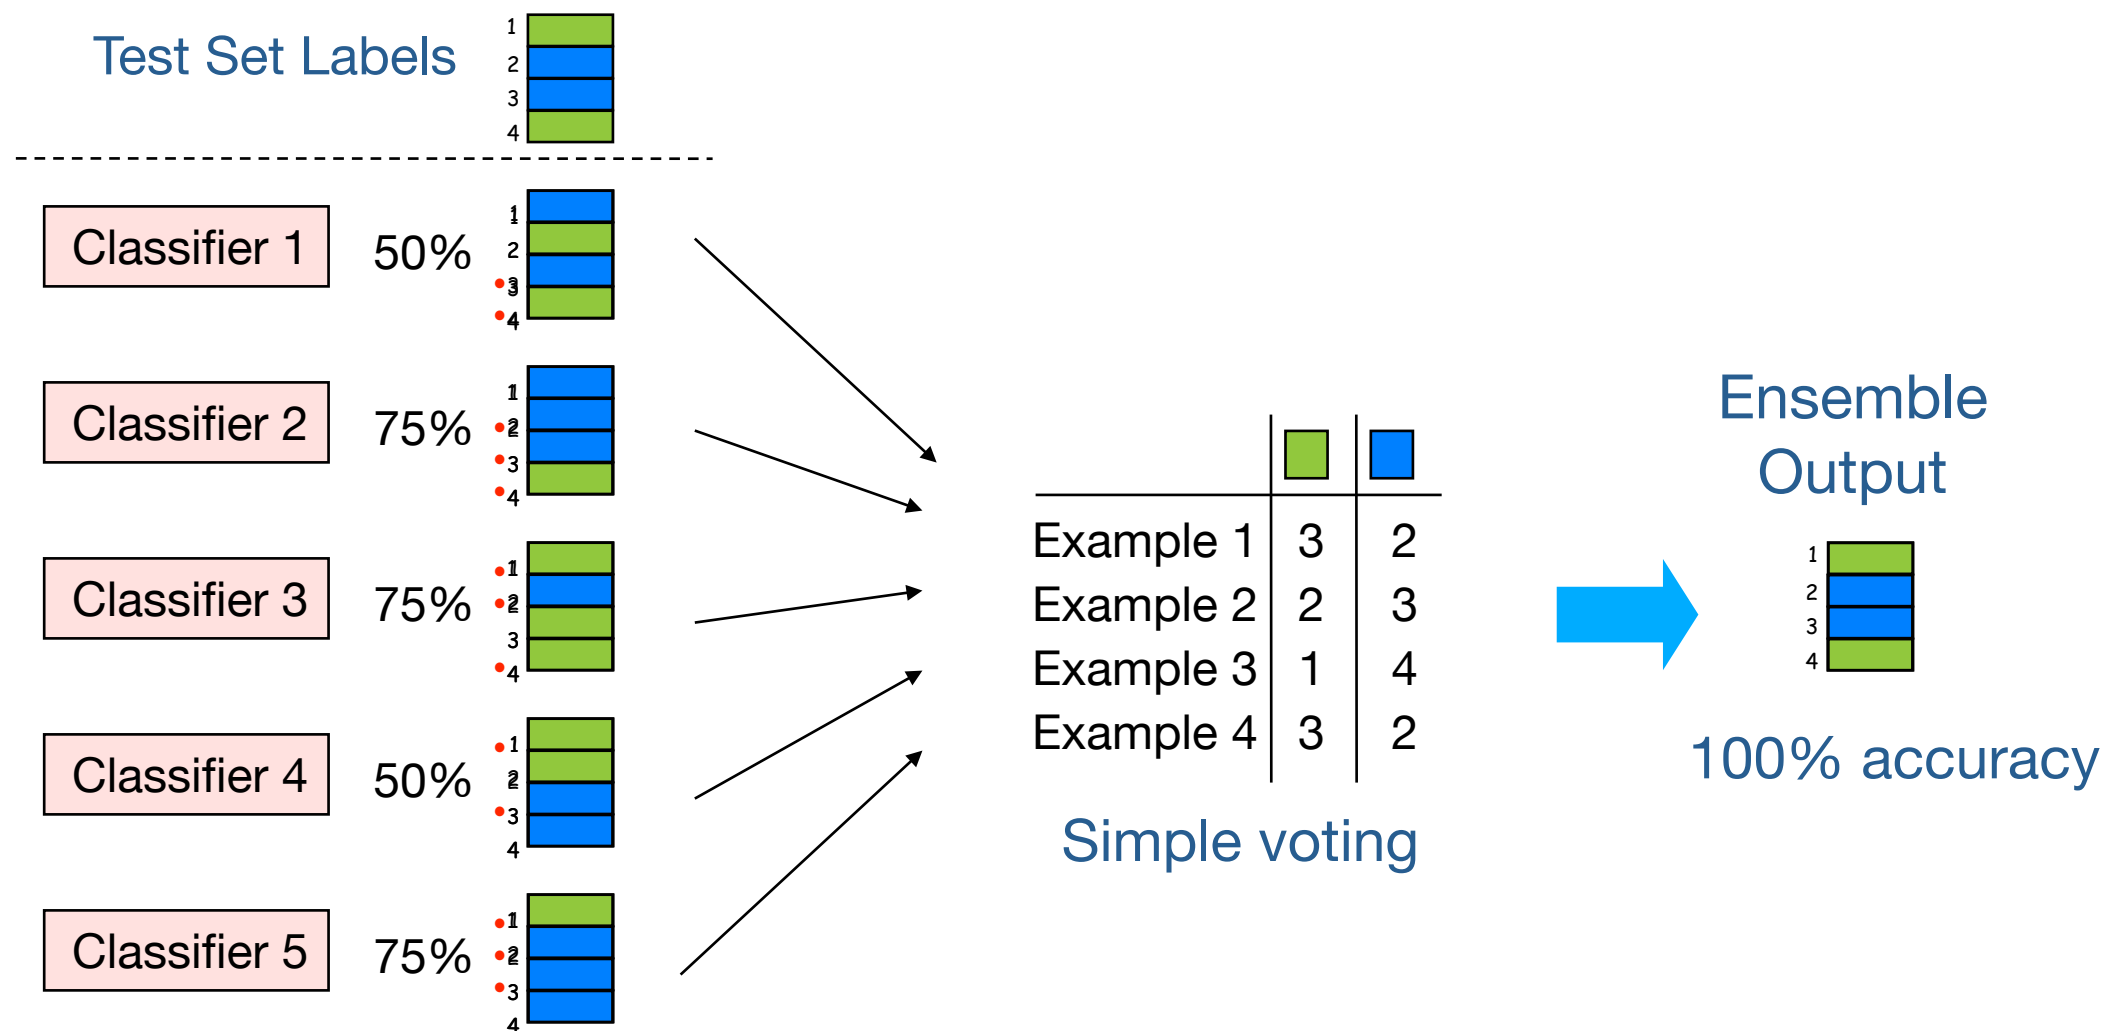 Test Set Labels
1
2
3
4
Classifier 1 50%
1
2
3
4
Classifier 2 75%
1
2
3
4
Classifier 3 75%
1
2
3
4
Classifier 4 50%
1
2
3
4
Classifier 5 75%
1
2
3
4
Example 1 3 2
Example 2 2 3
Example 3 1 4
Example 4 3 2
Simple voting
Ensemble
Output
1
2
3
4
100% accuracy